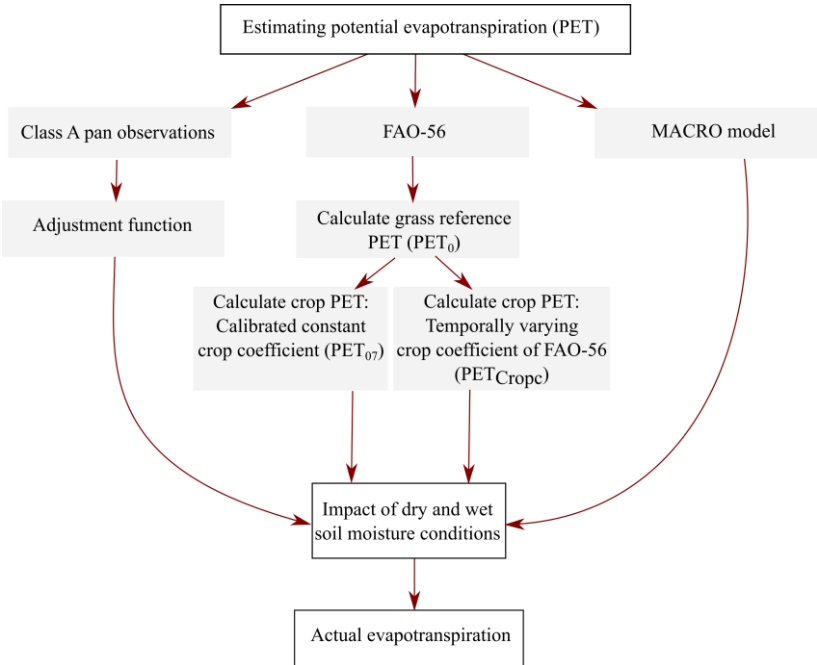 Estimating potential evapotranspiration (PET)
Class A pan observations
FAO-56
MACRO model
Adjustment function
Calculate grass reference
PET (PET₀)
Calculate crop PET:
Calibrated constant
crop coefficient (PET₀₇)
Calculate crop PET:
Temporally varying
crop coefficient of FAO-56
(PETCropc)
Impact of dry and wet
soil moisture conditions
Actual evapotranspiration